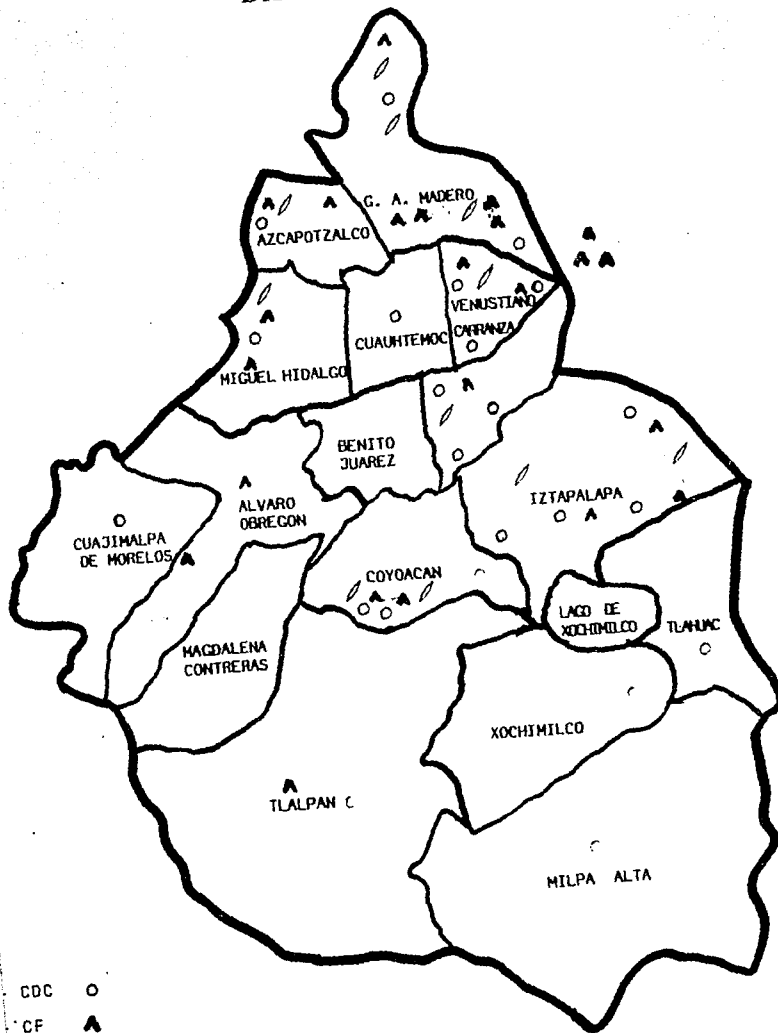 G. A. MADERO
AZCAPOTZALCO
VENUSTIANO
CARRANZA
CUAUHTEMOC
MIGUEL HIDALGO
BENITO
JUAREZ
IZTAPALAPA
ALVARO
OBREGON
CUAJIMALPA
DE MORELOS
COYOACAN
LAGO DE
XOCHIMILCO
TLAHUAC
MAGDALENA
CONTRERAS
XOCHIMILCO
TLALPAN
MILPA ALTA
CDC
CF